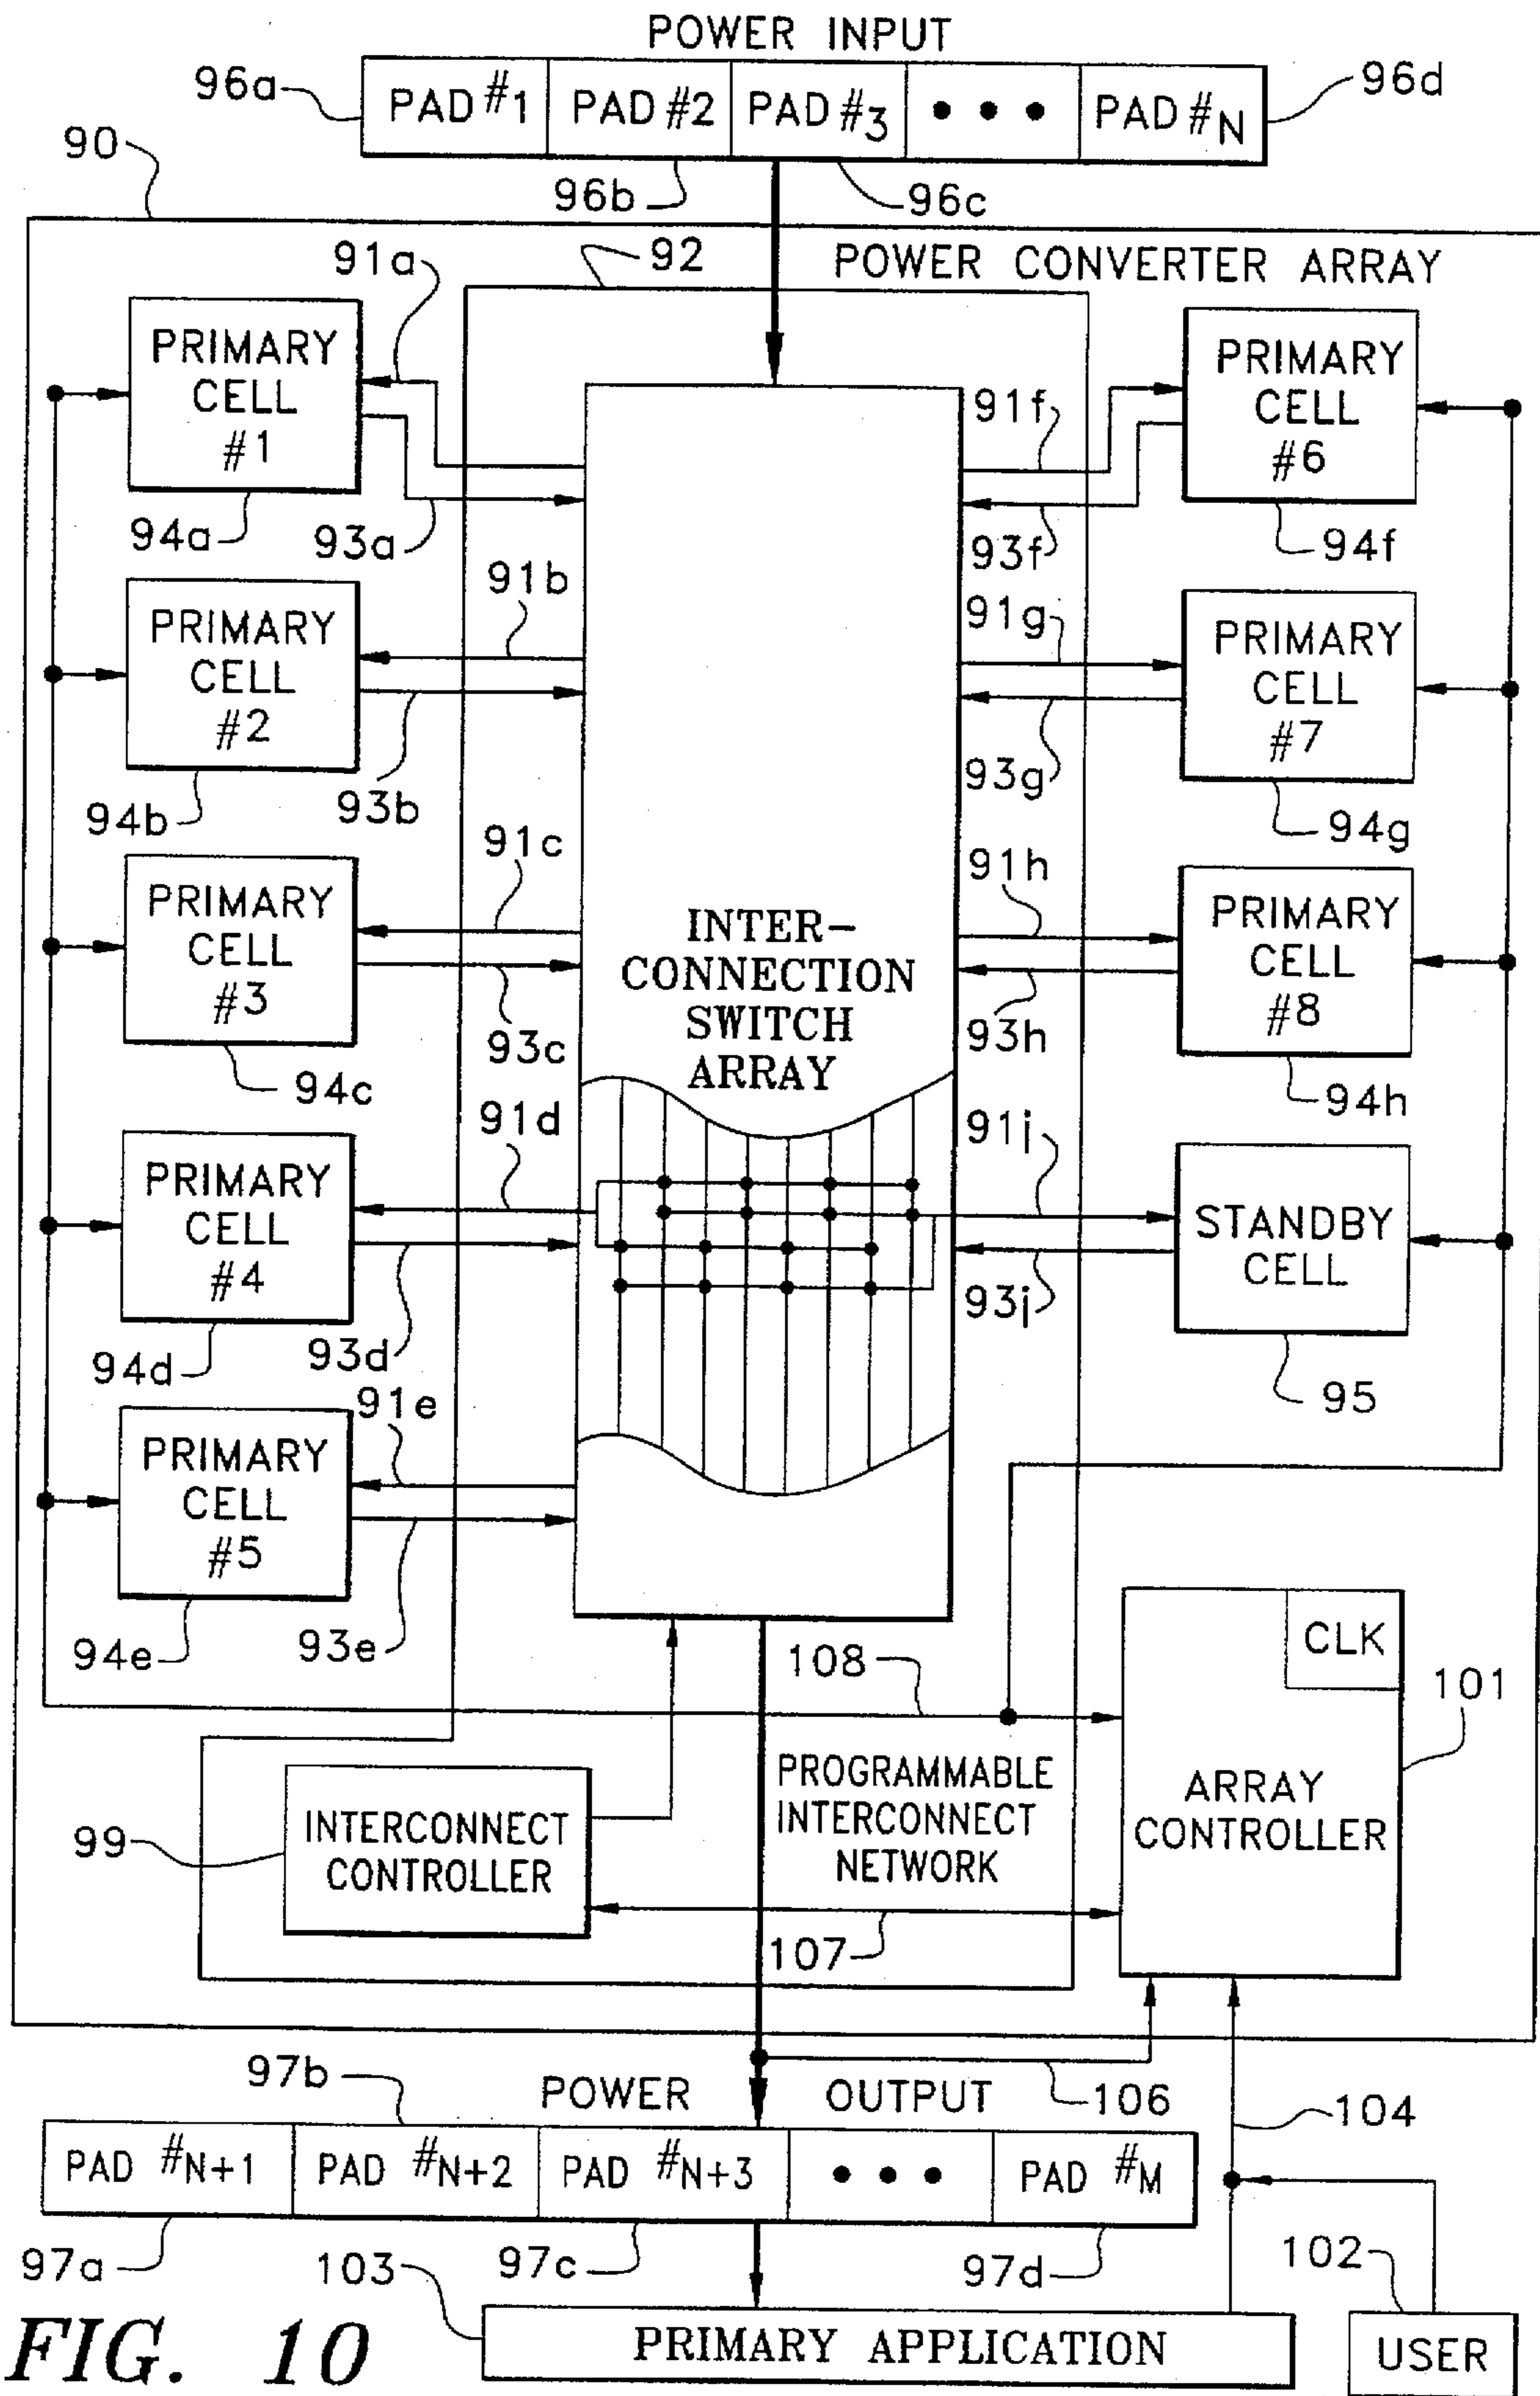 POWER INPUT
96a
PAD #1
PAD #2
PAD #3
• • •
PAD #N
96d
90
96b
96c
92
POWER CONVERTER ARRAY
91a
PRIMARY
CELL
#1
PRIMARY
CELL
#6
91f
94a
93a
93f
94f
91b
PRIMARY
CELL
#2
91g
PRIMARY
CELL
#7
94b
93b
93g
94g
91c
PRIMARY
CELL
#3
INTER-
CONNECTION
SWITCH
ARRAY
91h
PRIMARY
CELL
#8
94c
93c
93h
94h
91d
PRIMARY
CELL
#4
91i
STANDBY
CELL
94d
93d
93i
95
91e
PRIMARY
CELL
#5
94e
93e
108
CLK
101
ARRAY
CONTROLLER
99
INTERCONNECT
CONTROLLER
PROGRAMMABLE
INTERCONNECT
NETWORK
107
97b
POWER OUTPUT
106
104
PAD #N+1
PAD #N+2
PAD #N+3
• • •
PAD #M
97a
103
97c
97d
102
FIG. 10
PRIMARY APPLICATION
USER